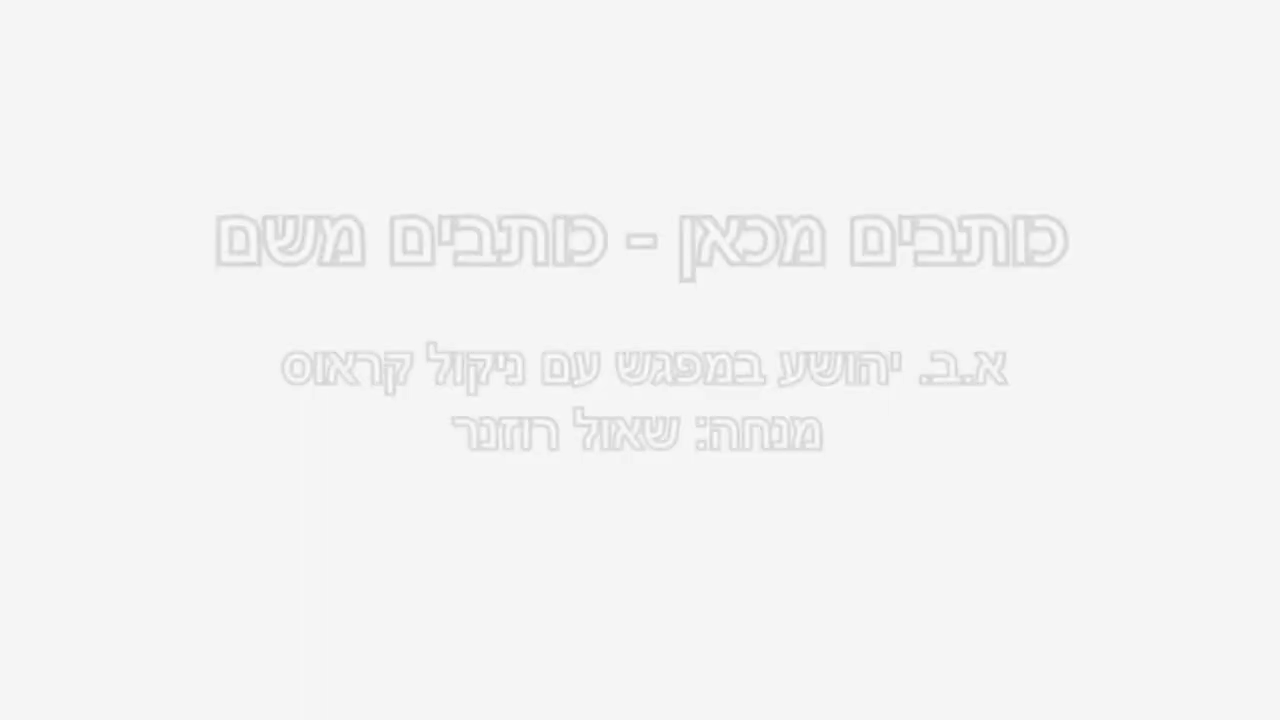 כותבים מכאן - כותבים משם
א.ב. יהושע במפגש עם ניקול קראוס
מנחה: שאול רוזנר